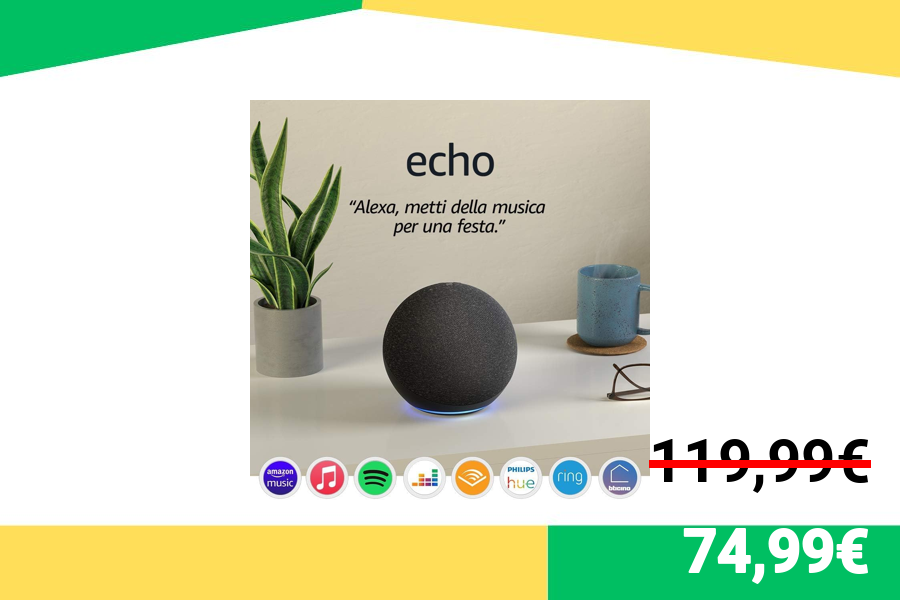 echo
“Alexa, metti della musica
per una festa.”
amazon
music
PHILIPS
hue
ring
bticino
119,99€
74,99€